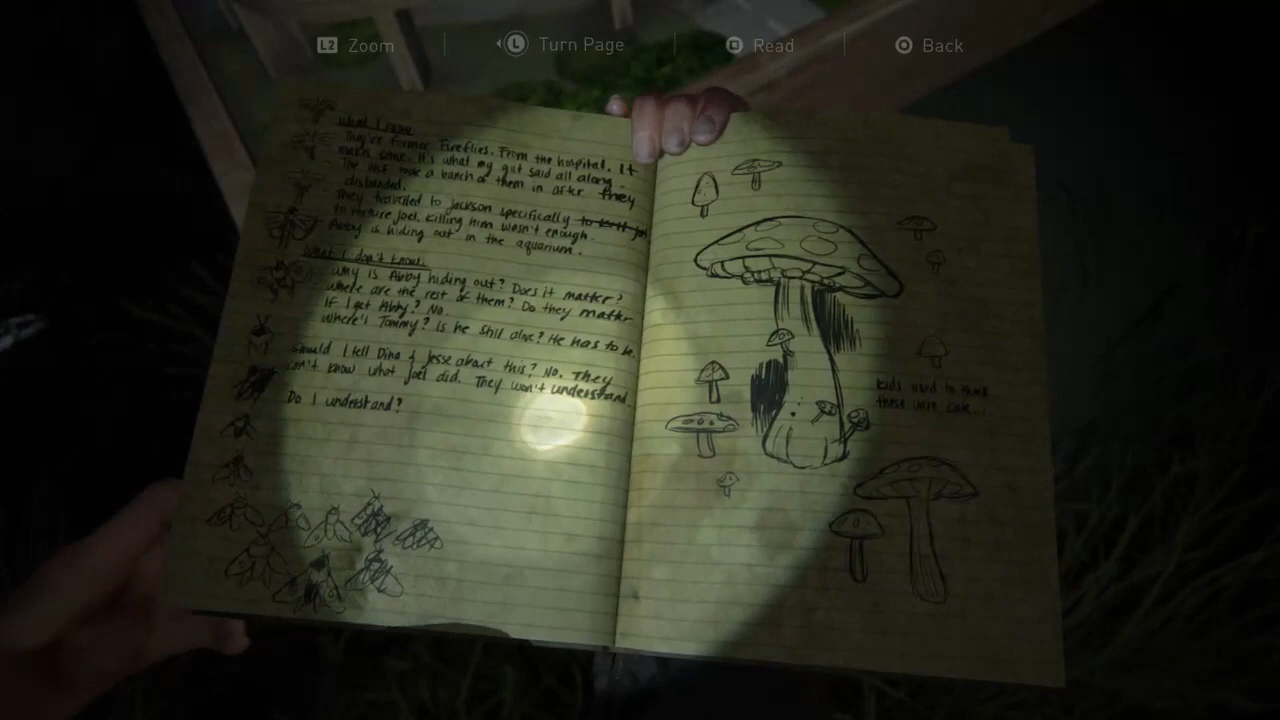 L2 Zoom
L Turn Page
Read
Back
What I know
They're former Fireflies. From the hospital. It
makes sense. It's what my gut said all along.
The WLF took a bunch of them in after they
disbanded.
They travelled to Jackson specifically to kill Joel
to torture Joel. Killing him wasn't enough.
Abby is hiding out in the aquarium.
What I don't know:
Why is Abby hiding out? Does it matter?
Where are the rest of them? Do they matter
If I get Abby? No.
Where's Tommy? Is he still alive? He has to be.
Should I tell Dina & Jesse about this? No. They
don't know what Joel did. They won't understand.
Do I understand?
Kids used to think
these were cute...